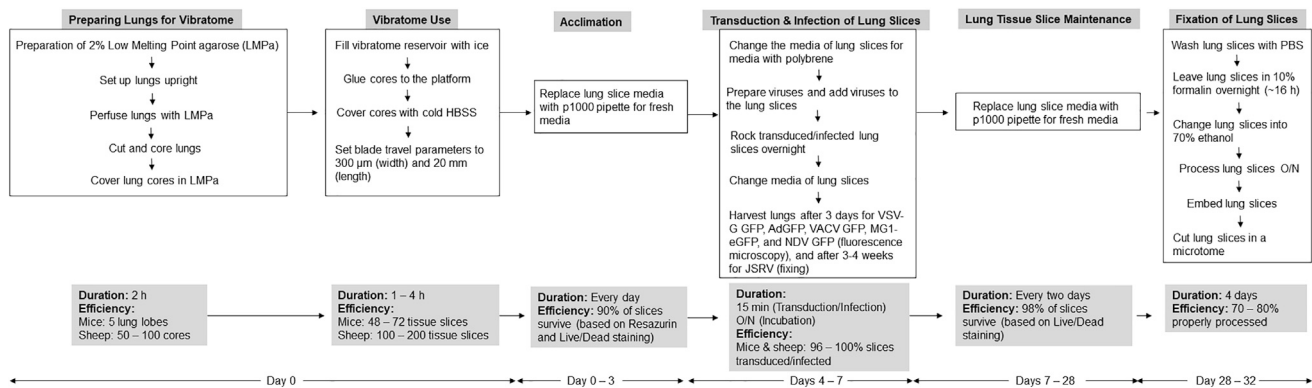 Preparing Lungs for Vibratome
Preparation of 2% Low Melting Point agarose (LMPa)
Set up lungs upright
Perfuse lungs with LMPa
Cut and core lungs
Cover lung cores in LMPa
Vibratome Use
Fill vibratome reservoir with ice
Glue cores to the platform
Cover cores with cold HBSS
Set blade travel parameters to
300 µm (width) and 20 mm
(length)
Acclimation
Replace lung slice media
with p1000 pipette for fresh
media
Transduction & Infection of Lung Slices
Change the media of lung slices for
media with polybrene
Prepare viruses and add viruses to
the lung slices
Rock transduced/infected lung
slices overnight
Change media of lung slices
Harvest lungs after 3 days for VSV-
G GFP, AdGFP, VACV GFP, MG1-
eGFP, and NDV GFP (fluorescence
microscopy), and after 3-4 weeks
for JSRV (fixing)
Lung Tissue Slice Maintenance
Replace lung slice media with
p1000 pipette for fresh media
Fixation of Lung Slices
Wash lung slices with PBS
Leave lung slices in 10%
formalin overnight (~16 h)
Change lung slices into
70% ethanol
Process lung slices O/N
Embed lung slices
Cut lung slices in a
microtome
Duration: 2 h
Efficiency:
Mice: 5 lung lobes
Sheep: 50 – 100 cores
Duration: 1 – 4 h
Efficiency:
Mice: 48 – 72 tissue slices
Sheep: 100 – 200 tissue slices
Duration: Every day
Efficiency: 90% of slices
survive (based on Resazurin
and Live/Dead staining)
Duration:
15 min (Transduction/Infection)
O/N (Incubation)
Efficiency:
Mice & sheep: 96 – 100% slices
transduced/infected
Duration: Every two days
Efficiency: 98% of slices
survive (based on Live/Dead
staining)
Duration: 4 days
Efficiency: 70 – 80%
properly processed
Day 0
Day 0 – 3
Days 4 – 7
Days 7 – 28
Day 28 – 32